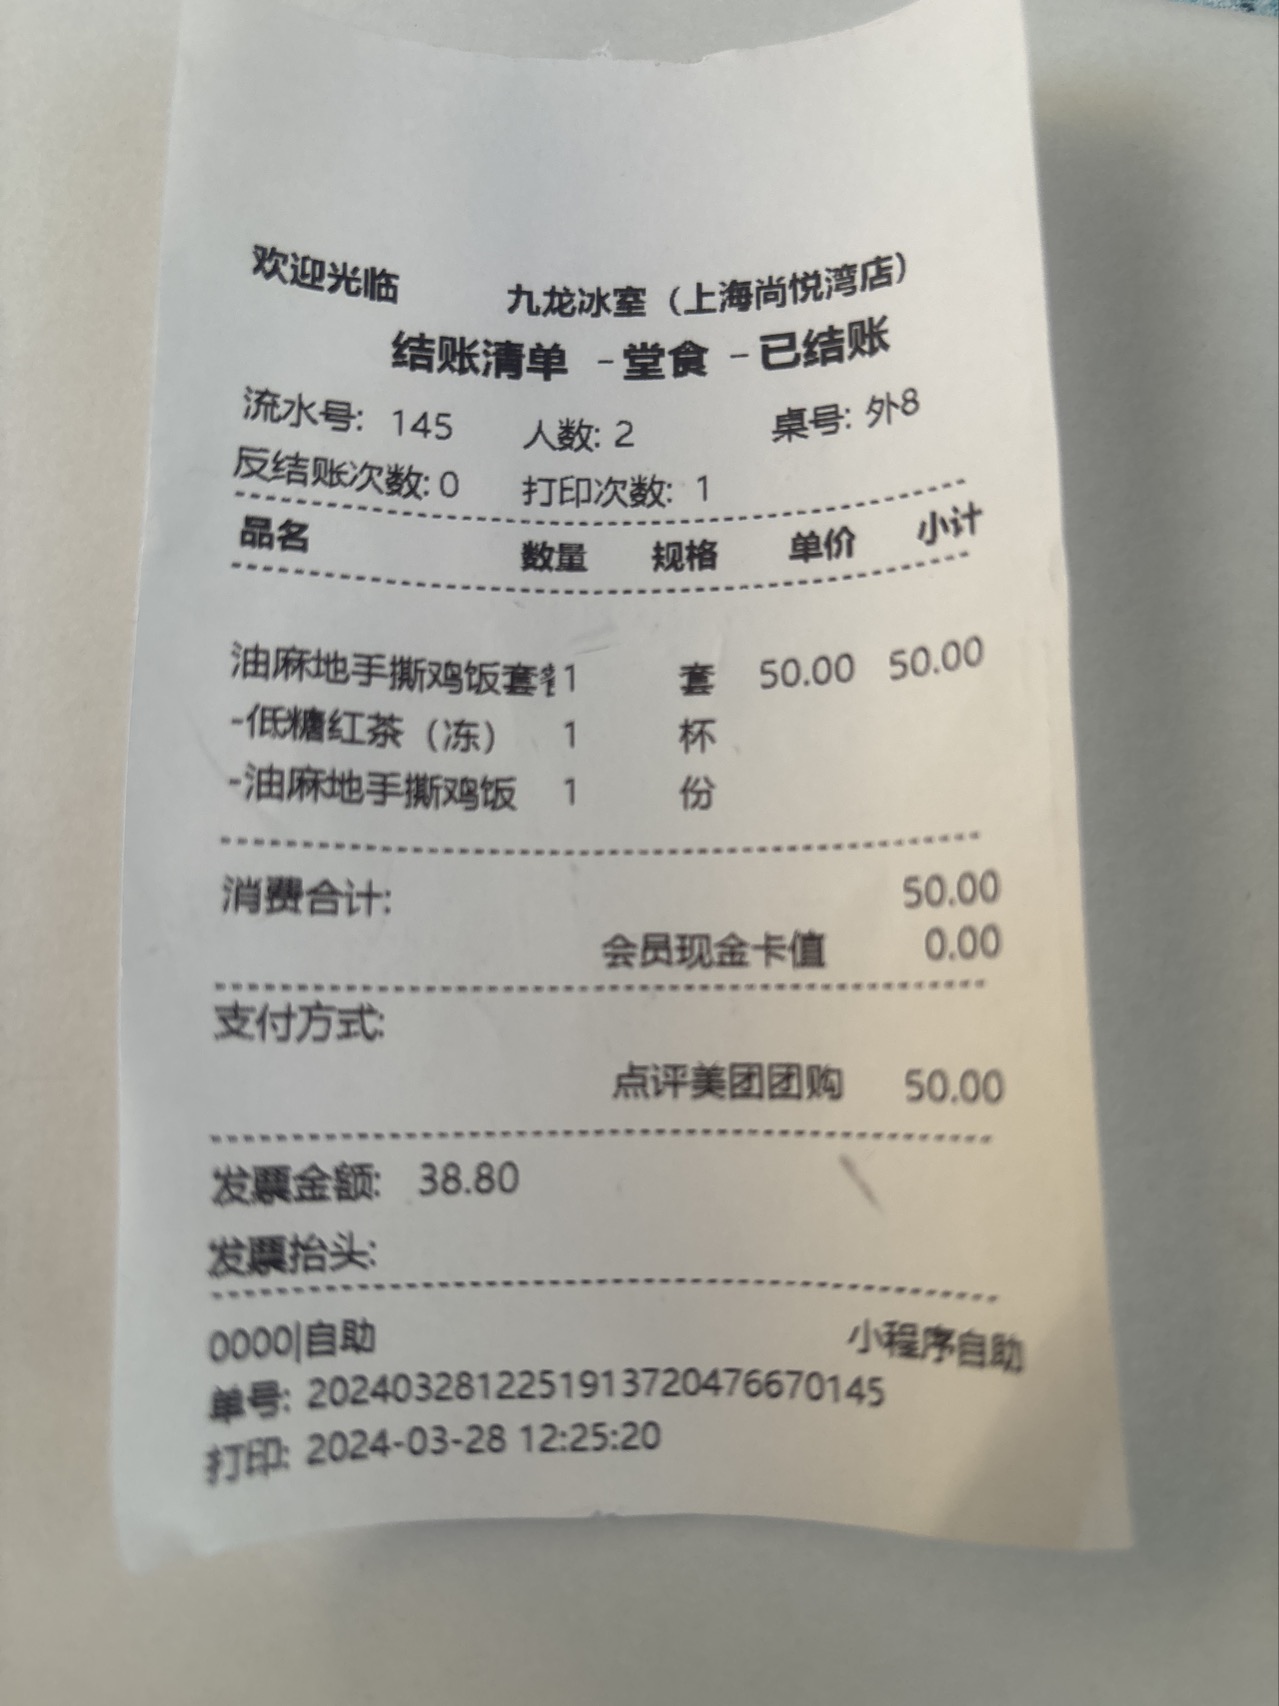 欢迎光临 九龙冰室（上海尚悦湾店）
结账清单 -堂食 -已结账
流水号: 145 人数: 2 桌号: 外8
反结账次数: 0 打印次数: 1
品名 数量 规格 单价 小计
油麻地手撕鸡饭套 1 套 50.00 50.00
-低糖红茶（冻） 1 杯
-油麻地手撕鸡饭 1 份
消费合计: 50.00
会员现金卡值 0.00
支付方式:
点评美团团购 50.00
发票金额: 38.80
发票抬头:
0000|自助 小程序自助
单号: 2024032812251913720476670145
打印: 2024-03-28 12:25:20